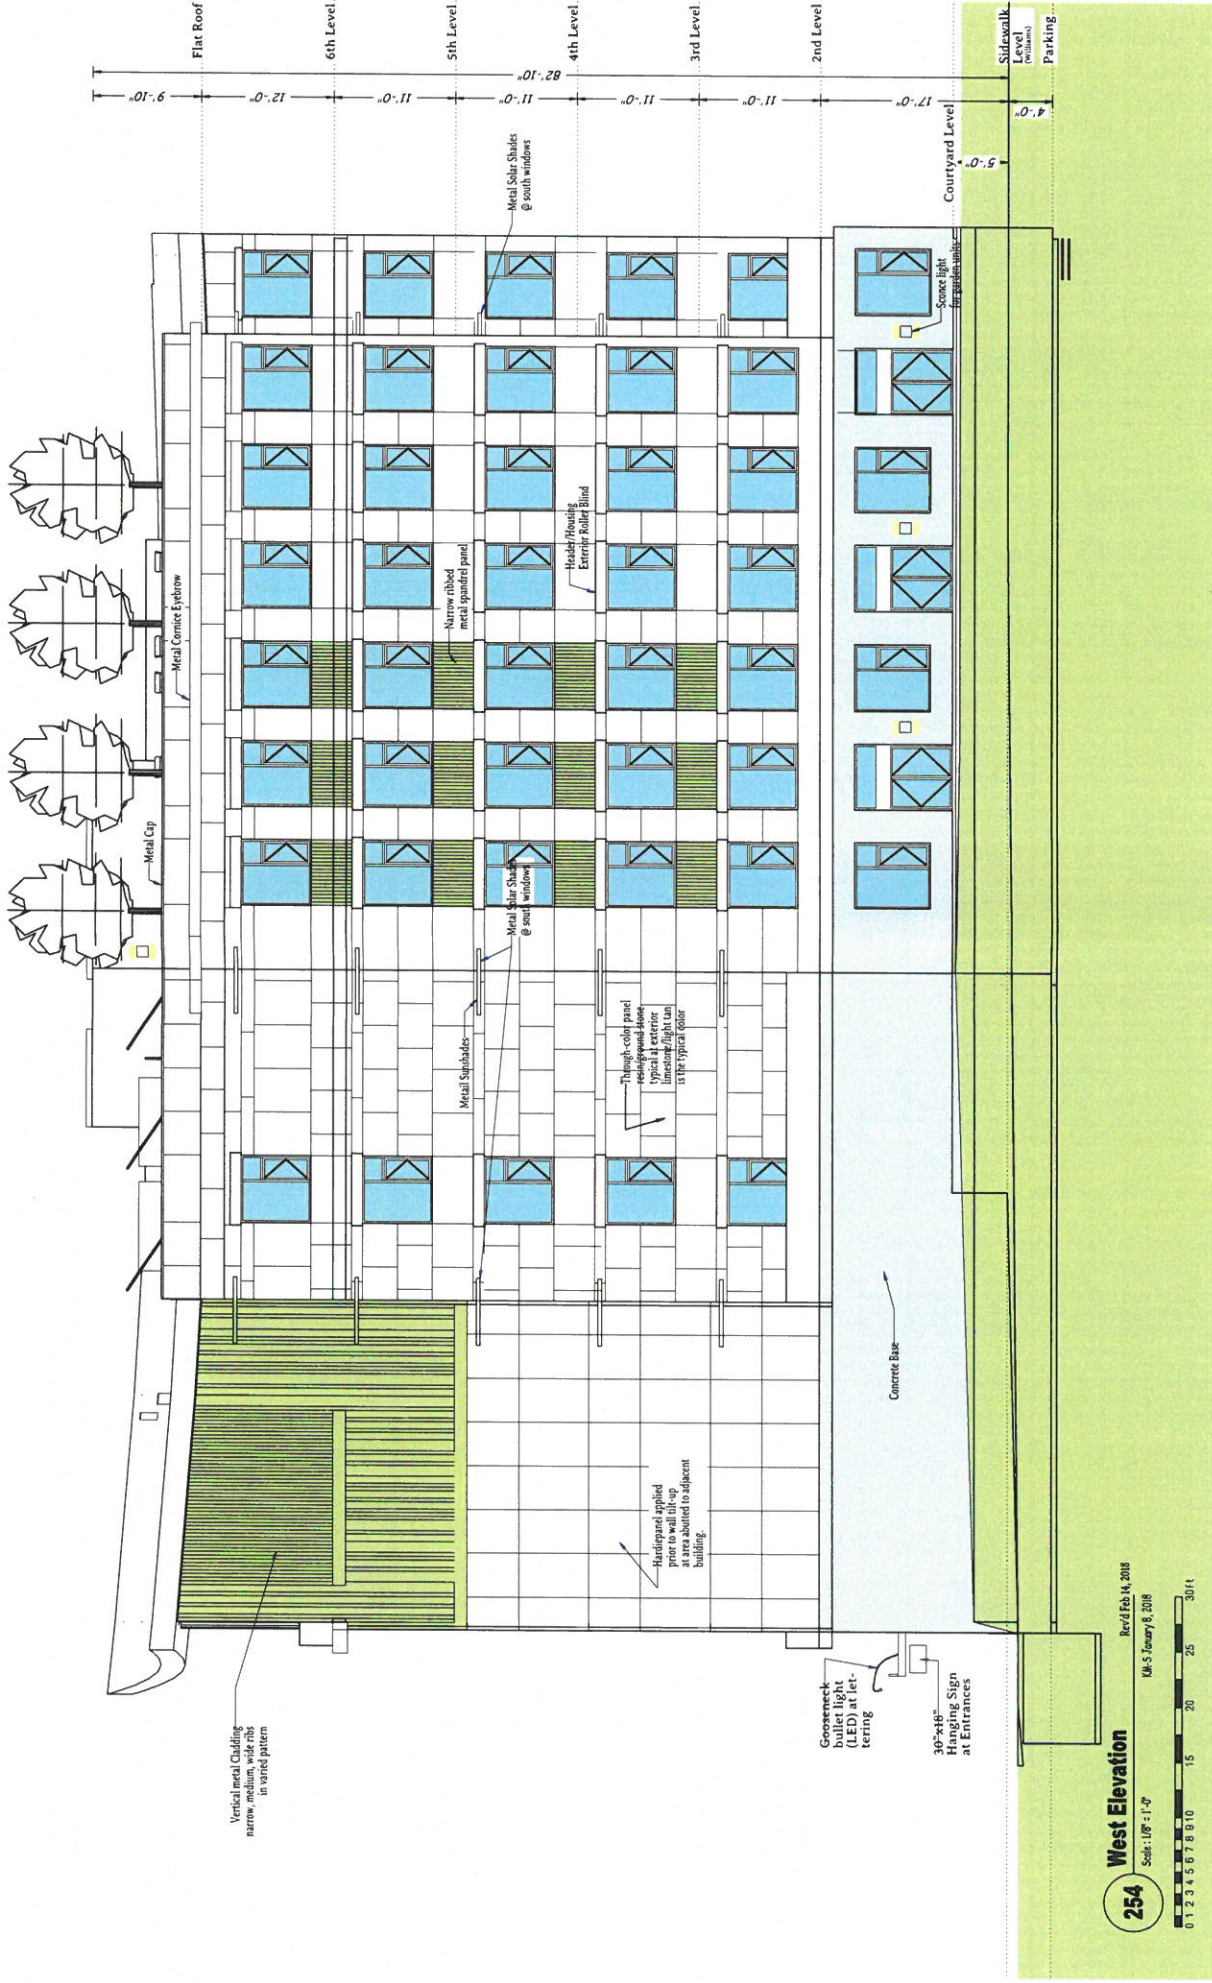 Flat Roof
6th Level
5th Level
4th Level
3rd Level
2nd Level
Courtyard Level
Sidewalk
Level
(Williams)
Parking
82'-10"
9'-10"
12'-0"
11'-0"
11'-0"
11'-0"
11'-0"
17'-0"
5'-0"
4'-0"
Metal Solar Shades
@ south windows
Sconce light
for garden units
Metal Cornice Eyebrow
Header/Housing
Exterior Roller Blind
Narrow ribbed
metal spandrel panel
Metal Cap
Metal Solar Shades
@ south windows
Metail Sunshades
Through-color panel
resin/ground stone
typical at exterior
limestone/light tan
is the typical color
Concrete Base
Hardiepanel applied
prior to wall tilt-up
at area abutted to adjacent
building.
Vertical metal Cladding
narrow, medium, wide ribs
in varied pattern
Gooseneck
bullet light
(LED) at let-
tering
30"x18"
Hanging Sign
at Entrances
254
West Elevation
Scale: 1/8" = 1'-0"
Rev'd Feb 14, 2018
KM-5 January 8, 2018
0 1 2 3 4 5 6 7 8 9 10 15 20 25 30 Ft